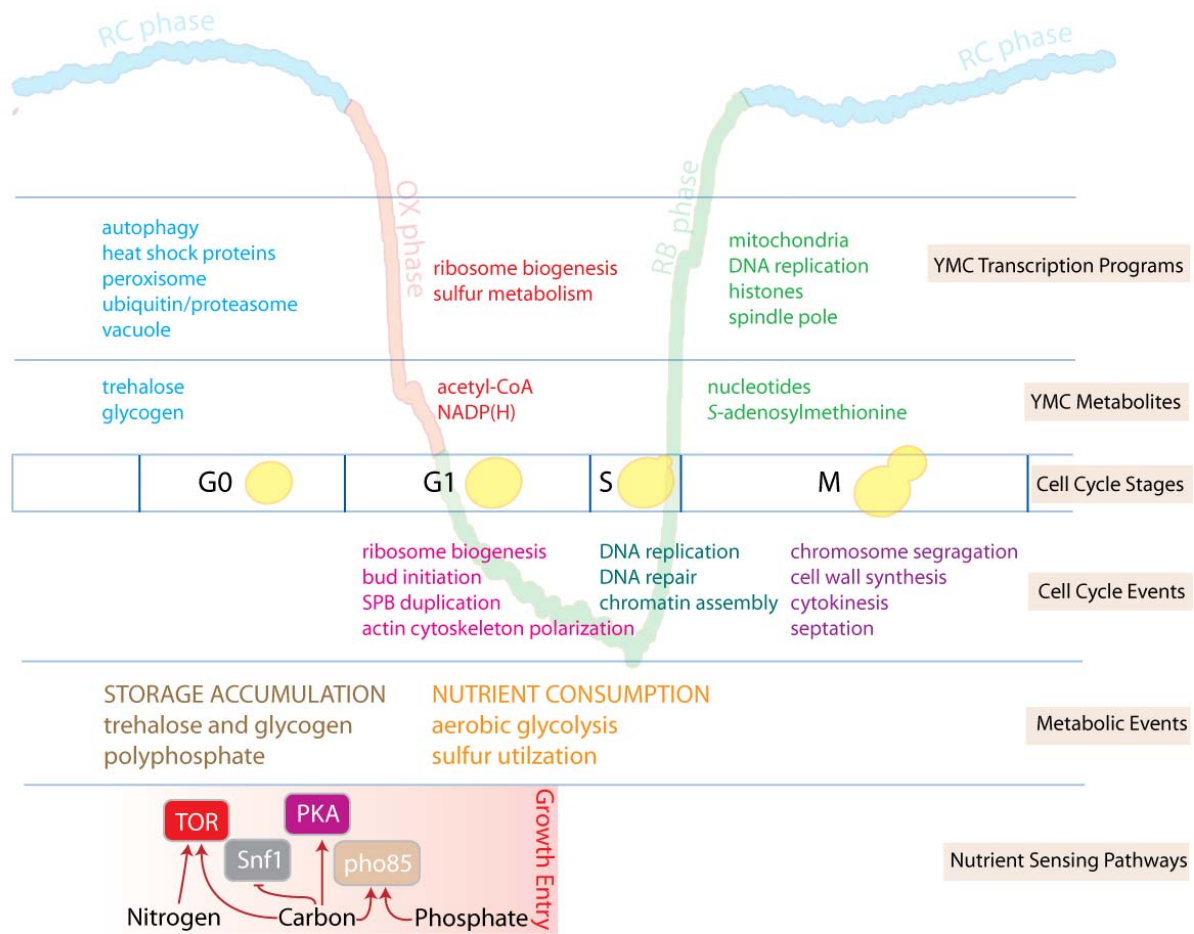 RC phase
RC phase
OX phase
RB phase
autophagy
heat shock proteins
peroxisome
ubiquitin/proteasome
vacuole
ribosome biogenesis
sulfur metabolism
mitochondria
DNA replication
histones
spindle pole
YMC Transcription Programs
trehalose
glycogen
acetyl-CoA
NADP(H)
nucleotides
S-adenosylmethionine
YMC Metabolites
G0
G1
S
M
Cell Cycle Stages
ribosome biogenesis
bud initiation
SPB duplication
actin cytoskeleton polarization
DNA replication
DNA repair
chromatin assembly
chromosome segragation
cell wall synthesis
cytokinesis
septation
Cell Cycle Events
STORAGE ACCUMULATION
trehalose and glycogen
polyphosphate
NUTRIENT CONSUMPTION
aerobic glycolysis
sulfur utilzation
Metabolic Events
TOR
PKA
Snf1
pho85
Growth Entry
Nitrogen
Carbon
Phosphate
Nutrient Sensing Pathways